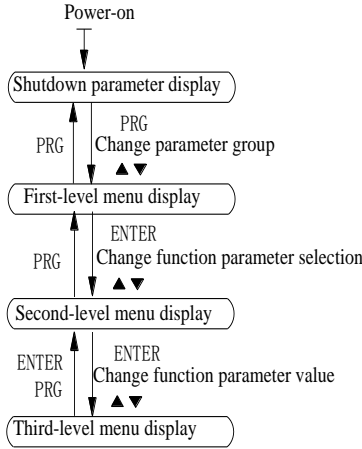 Power-on
Shutdown parameter display
PRG
PRG
Change parameter group
▲ ▼
First-level menu display
ENTER
PRG
Change function parameter selection
▲ ▼
Second-level menu display
ENTER
ENTER
PRG
Change function parameter value
▲ ▼
Third-level menu display